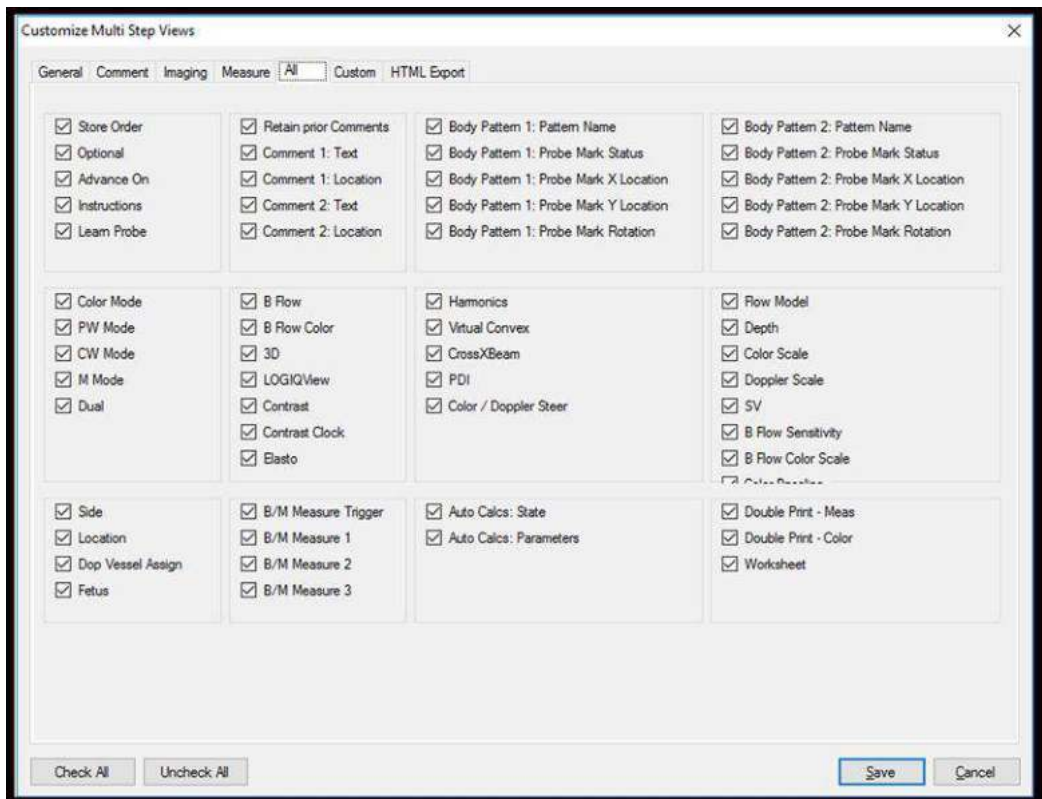 Customize Multi Step Views
General Comment Imaging Measure All Custom HTML Export
Store Order
Optional
Advance On
Instructions
Learn Probe
Retain prior Comments
Comment 1: Text
Comment 1: Location
Comment 2: Text
Comment 2: Location
Body Pattern 1: Pattern Name
Body Pattern 1: Probe Mark Status
Body Pattern 1: Probe Mark X Location
Body Pattern 1: Probe Mark Y Location
Body Pattern 1: Probe Mark Rotation
Body Pattern 2: Pattern Name
Body Pattern 2: Probe Mark Status
Body Pattern 2: Probe Mark X Location
Body Pattern 2: Probe Mark Y Location
Body Pattern 2: Probe Mark Rotation
Color Mode
PW Mode
CW Mode
M Mode
Dual
B Flow
B Flow Color
3D
LOGIQView
Contrast
Contrast Clock
Elasto
Harmonics
Virtual Convex
CrossXBeam
PDI
Color / Doppler Steer
Flow Model
Depth
Color Scale
Doppler Scale
SV
B Flow Sensitivity
B Flow Color Scale
Side
Location
Dop Vessel Assign
Fetus
B/M Measure Trigger
B/M Measure 1
B/M Measure 2
B/M Measure 3
Auto Calcs: State
Auto Calcs: Parameters
Double Print - Meas
Double Print - Color
Worksheet
Check All Uncheck All Save Cancel